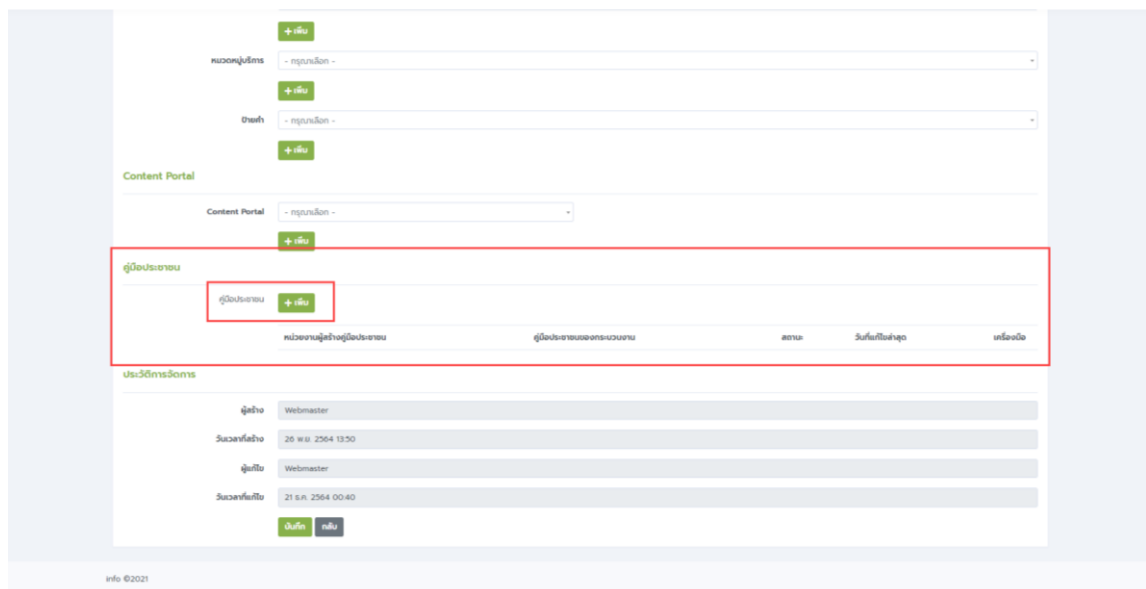 + เพิ่ม
หมวดหมู่บริการ - กรุณาเลือก -
+ เพิ่ม
ป้ายคำ - กรุณาเลือก -
+ เพิ่ม
Content Portal
Content Portal - กรุณาเลือก -
+ เพิ่ม
คู่มือประชาชน
คู่มือประชาชน + เพิ่ม
หน่วยงานผู้สร้างคู่มือประชาชน คู่มือประชาชนของกระบวนงาน สถานะ วันที่แก้ไขล่าสุด เครื่องมือ
ประวัติการจัดการ
ผู้สร้าง Webmaster
วันเวลาที่สร้าง 26 พ.ย. 2564 13:50
ผู้แก้ไข Webmaster
วันเวลาที่แก้ไข 21 ธ.ค. 2564 00:40
บันทึก กลับ
info ©2021